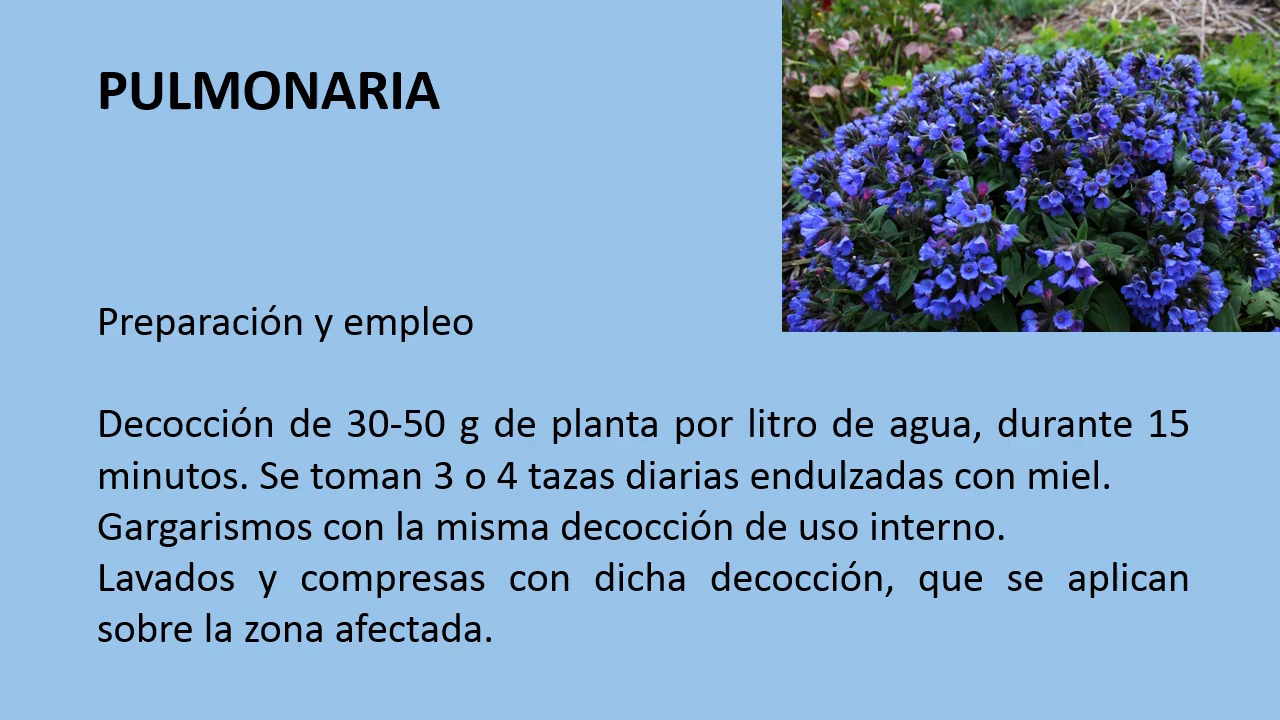 PULMONARIA
Preparación y empleo
Decocción de 30-50 g de planta por litro de agua, durante 15
minutos. Se toman 3 o 4 tazas diarias endulzadas con miel.
Gargarismos con la misma decocción de uso interno.
Lavados y compresas con dicha decocción, que se aplican
sobre la zona afectada.